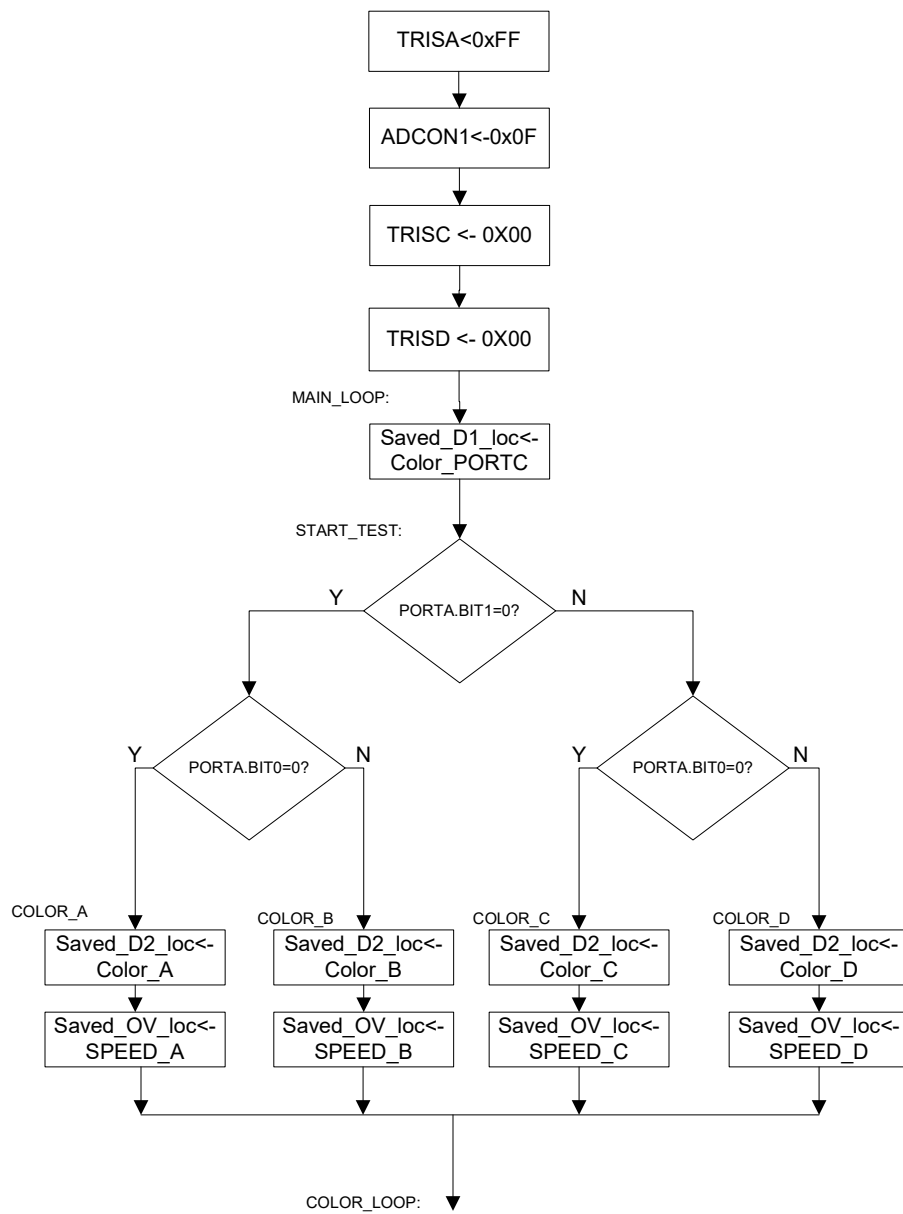 TRISA<0xFF
ADCON1<-0x0F
TRISC <- 0X00
TRISD <- 0X00
MAIN_LOOP:
Saved_D1_loc<-
Color_PORTC
START_TEST:
Y
PORTA.BIT1=0?
N
Y
PORTA.BIT0=0?
N
Y
PORTA.BIT0=0?
N
COLOR_A
COLOR_B
COLOR_C
COLOR_D
Saved_D2_loc<-
Color_A
Saved_D2_loc<-
Color_B
Saved_D2_loc<-
Color_C
Saved_D2_loc<-
Color_D
Saved_OV_loc<-
SPEED_A
Saved_OV_loc<-
SPEED_B
Saved_OV_loc<-
SPEED_C
Saved_OV_loc<-
SPEED_D
COLOR_LOOP: